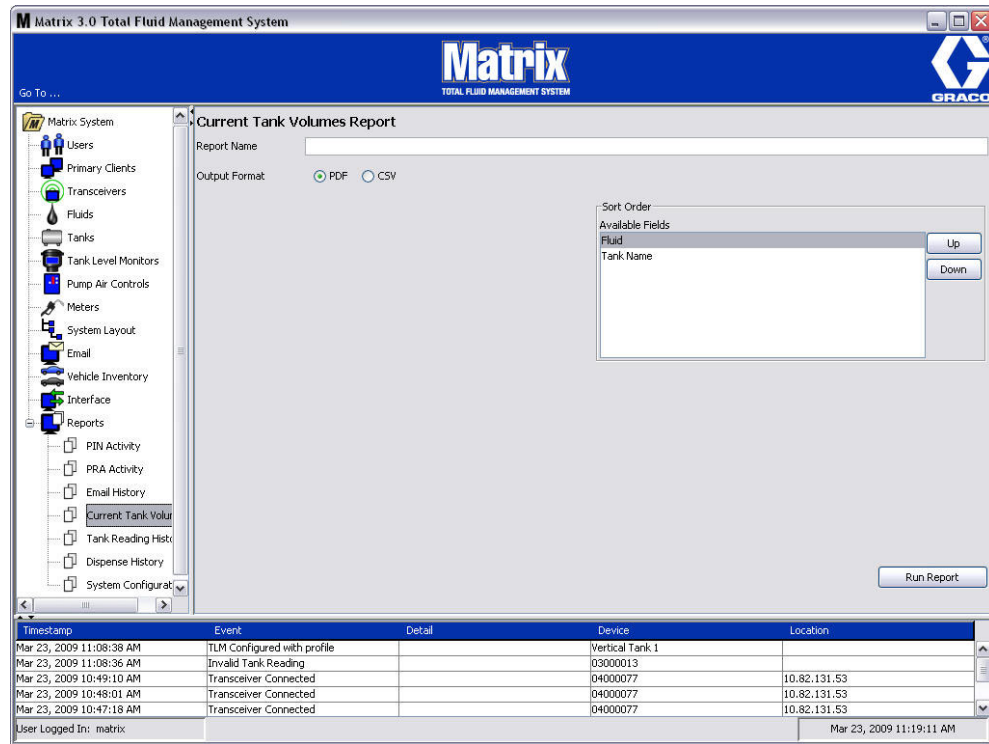 Matrix 3.0 Total Fluid Management System
Matrix
TOTAL FLUID MANAGEMENT SYSTEM
GRACO
Go To ...
Matrix System
Users
Primary Clients
Transceivers
Fluids
Tanks
Tank Level Monitors
Pump Air Controls
Meters
System Layout
Email
Vehicle Inventory
Interface
Reports
PIN Activity
PRA Activity
Email History
Current Tank Volu
Tank Reading Hist
Dispense History
System Configurat
Current Tank Volumes Report
Report Name
Output Format PDF CSV
Sort Order
Available Fields
Fluid
Tank Name
Up
Down
Run Report
Timestamp Event Detail Device Location
Mar 23, 2009 11:08:38 AM TLM Configured with profile Vertical Tank 1
Mar 23, 2009 11:08:36 AM Invalid Tank Reading 03000013
Mar 23, 2009 10:49:10 AM Transceiver Connected 04000077 10.82.131.53
Mar 23, 2009 10:48:01 AM Transceiver Connected 04000077 10.82.131.53
Mar 23, 2009 10:47:18 AM Transceiver Connected 04000077 10.82.131.53
User Logged In: matrix Mar 23, 2009 11:19:11 AM